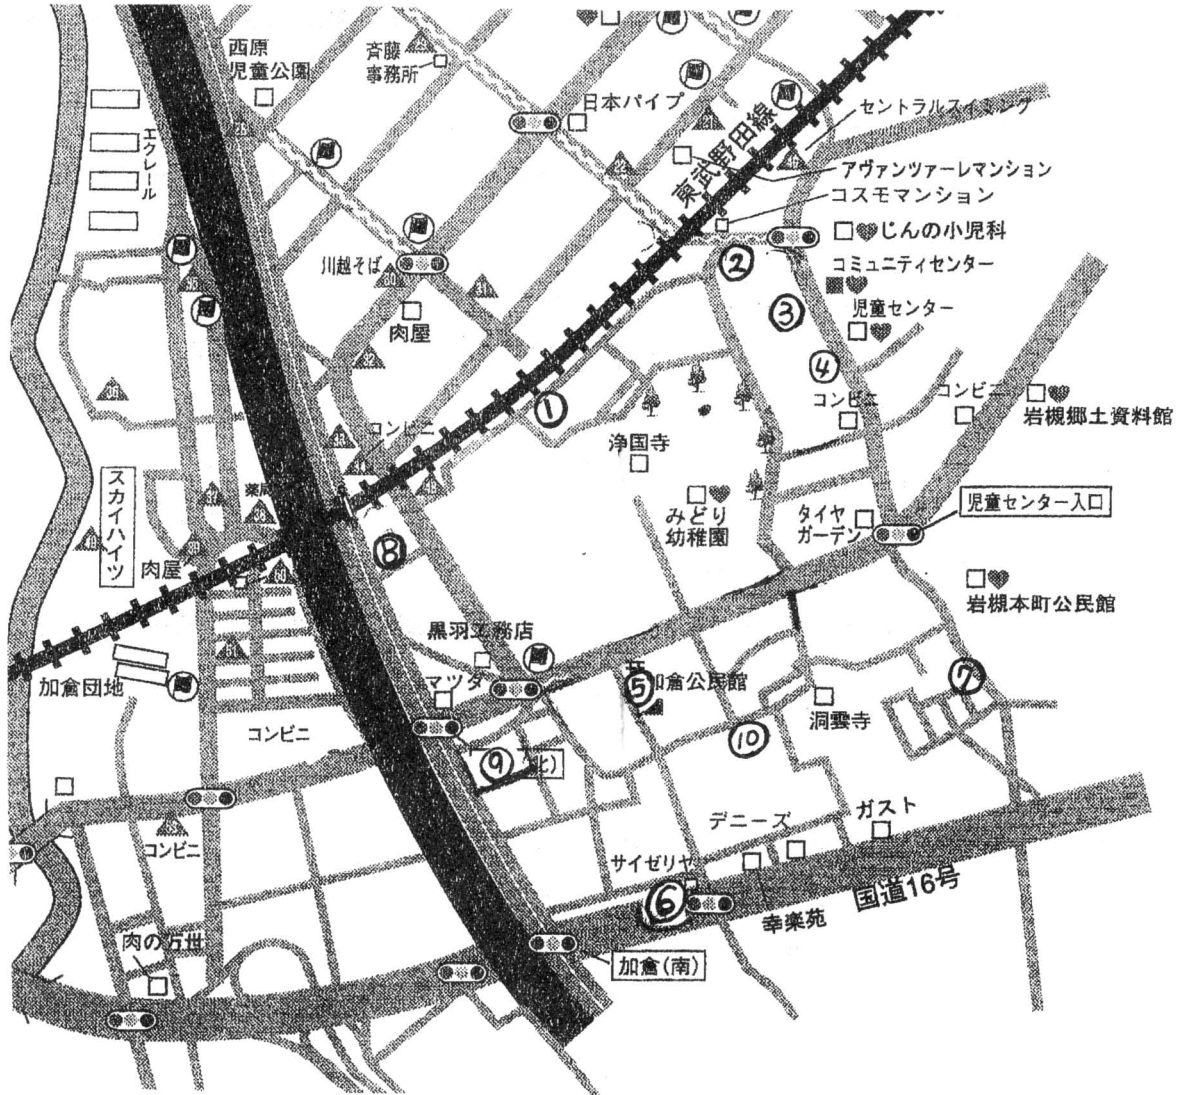 西原
児童公園
斉藤
事務所
日本パイプ
東武野田線
セントラルスイミング
アヴァンツァーレマンション
コスモマンション
じんの小児科
コミュニティセンター
児童センター
エクレール
川越そば
肉屋
①
②
③
④
コンビニ
コンビニ
岩槻郷土資料館
コンビニ
浄国寺
みどり
幼稚園
タイヤ
ガーデン
児童センター入口
岩槻本町公民館
スカイハイツ
薬局
肉屋
⑧
黒羽工務店
マツダ
加倉団地
コンビニ
⑤
加倉公民館
⑦
洞雲寺
⑩
⑨
北)
コンビニ
デニーズ
ガスト
サイゼリヤ
⑥
幸楽苑
国道16号
加倉(南)
肉の万世